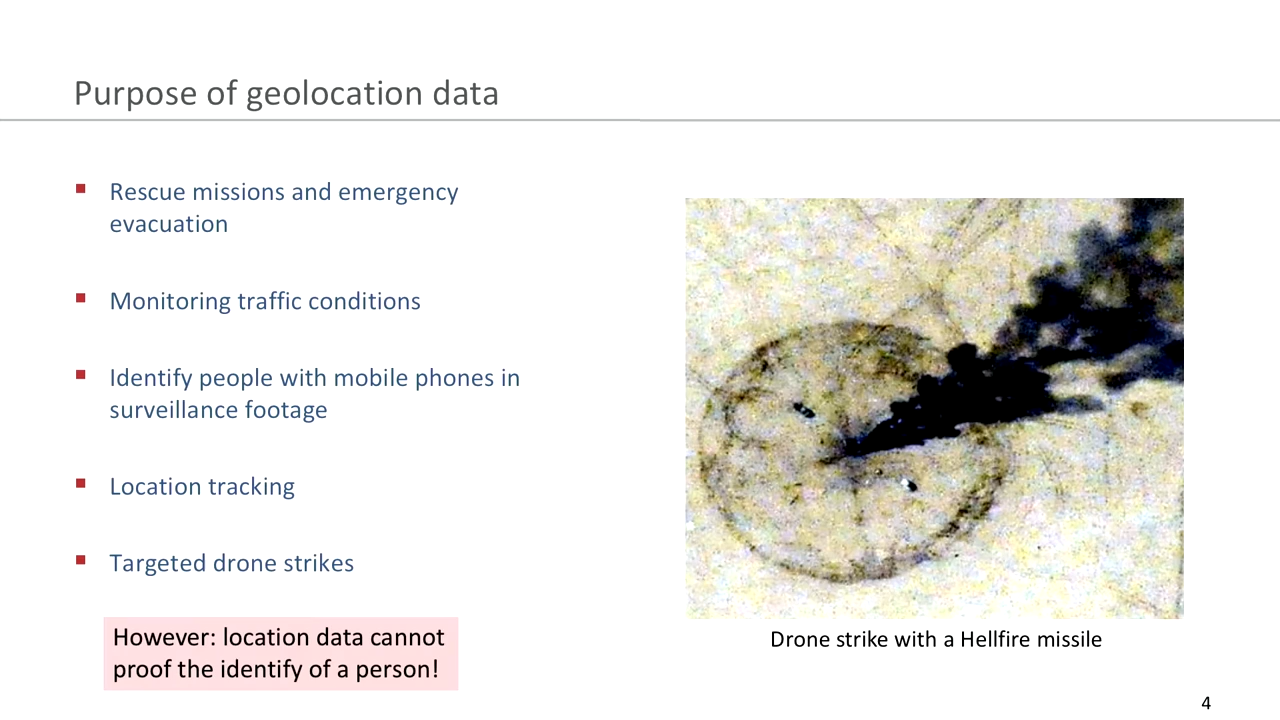 Purpose of geolocation data
Rescue missions and emergency
evacuation
Monitoring traffic conditions
Identify people with mobile phones in
surveillance footage
Location tracking
Targeted drone strikes
However: location data cannot
proof the identify of a person!
Drone strike with a Hellfire missile
4